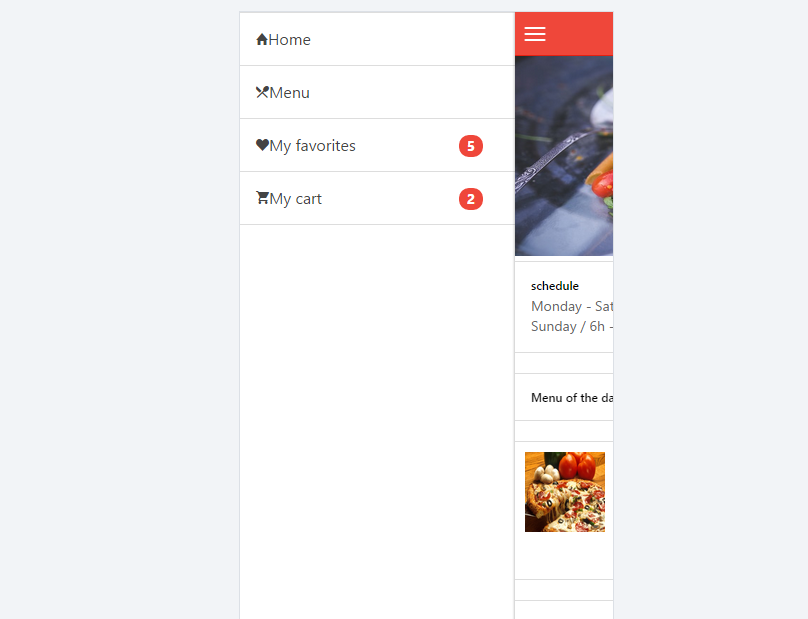 Home
Menu
My favorites 5
My cart 2
schedule
Monday - Sat
Sunday / 6h -
Menu of the da